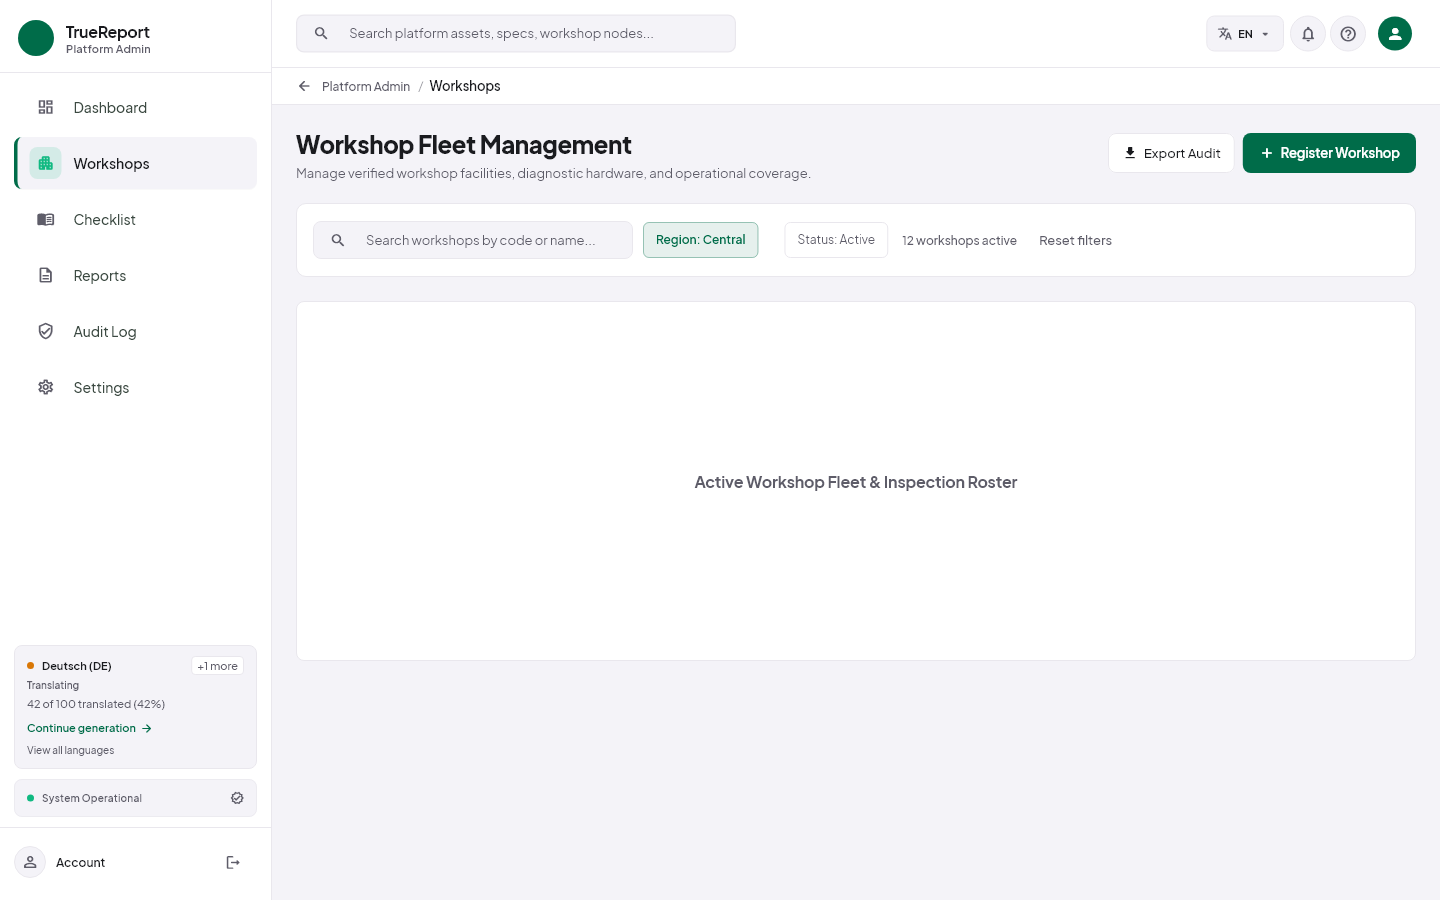 TrueReport
Platform Admin
Dashboard
Workshops
Checklist
Reports
Audit Log
Settings
Deutsch (DE)
+1 more
Translating
42 of 100 translated (42%)
Continue generation
View all languages
System Operational
Account
Search platform assets, specs, workshop nodes...
EN
Platform Admin / Workshops
Workshop Fleet Management
Manage verified workshop facilities, diagnostic hardware, and operational coverage.
Export Audit
Register Workshop
Search workshops by code or name...
Region: Central
Status: Active
12 workshops active
Reset filters
Active Workshop Fleet & Inspection Roster